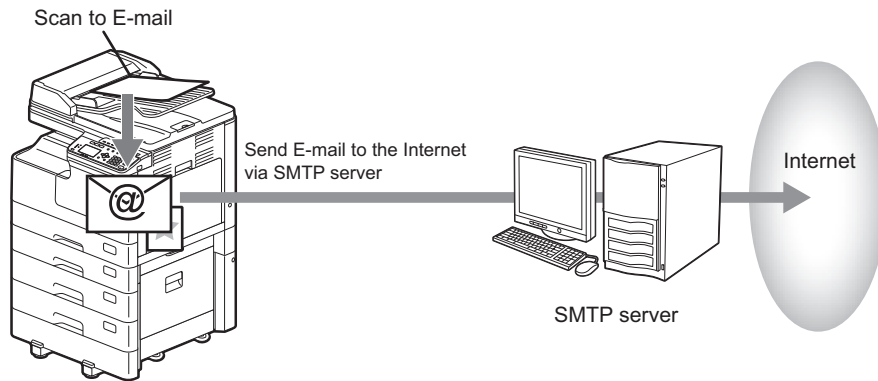 Scan to E-mail
@
Send E-mail to the Internet
via SMTP server
Internet
SMTP server